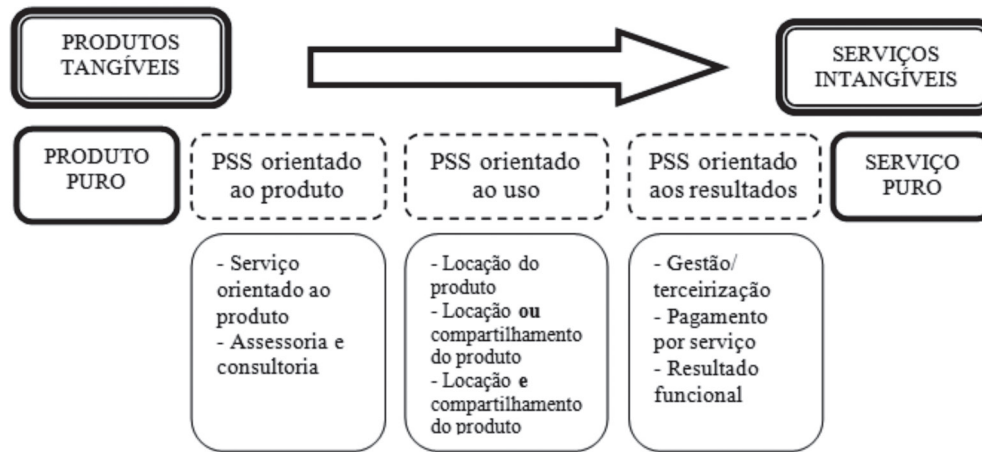 PRODUTOS
TANGÍVEIS
SERVIÇOS
INTANGÍVEIS
PRODUTO
PURO
PSS orientado
ao produto
PSS orientado
ao uso
PSS orientado
aos resultados
SERVIÇO
PURO
- Serviço
orientado ao
produto
- Assessoria e
consultoria
- Locação do
produto
- Locação ou
compartilhamento
do produto
- Locação e
compartilhamento
do produto
- Gestão/
terceirização
- Pagamento
por serviço
- Resultado
funcional